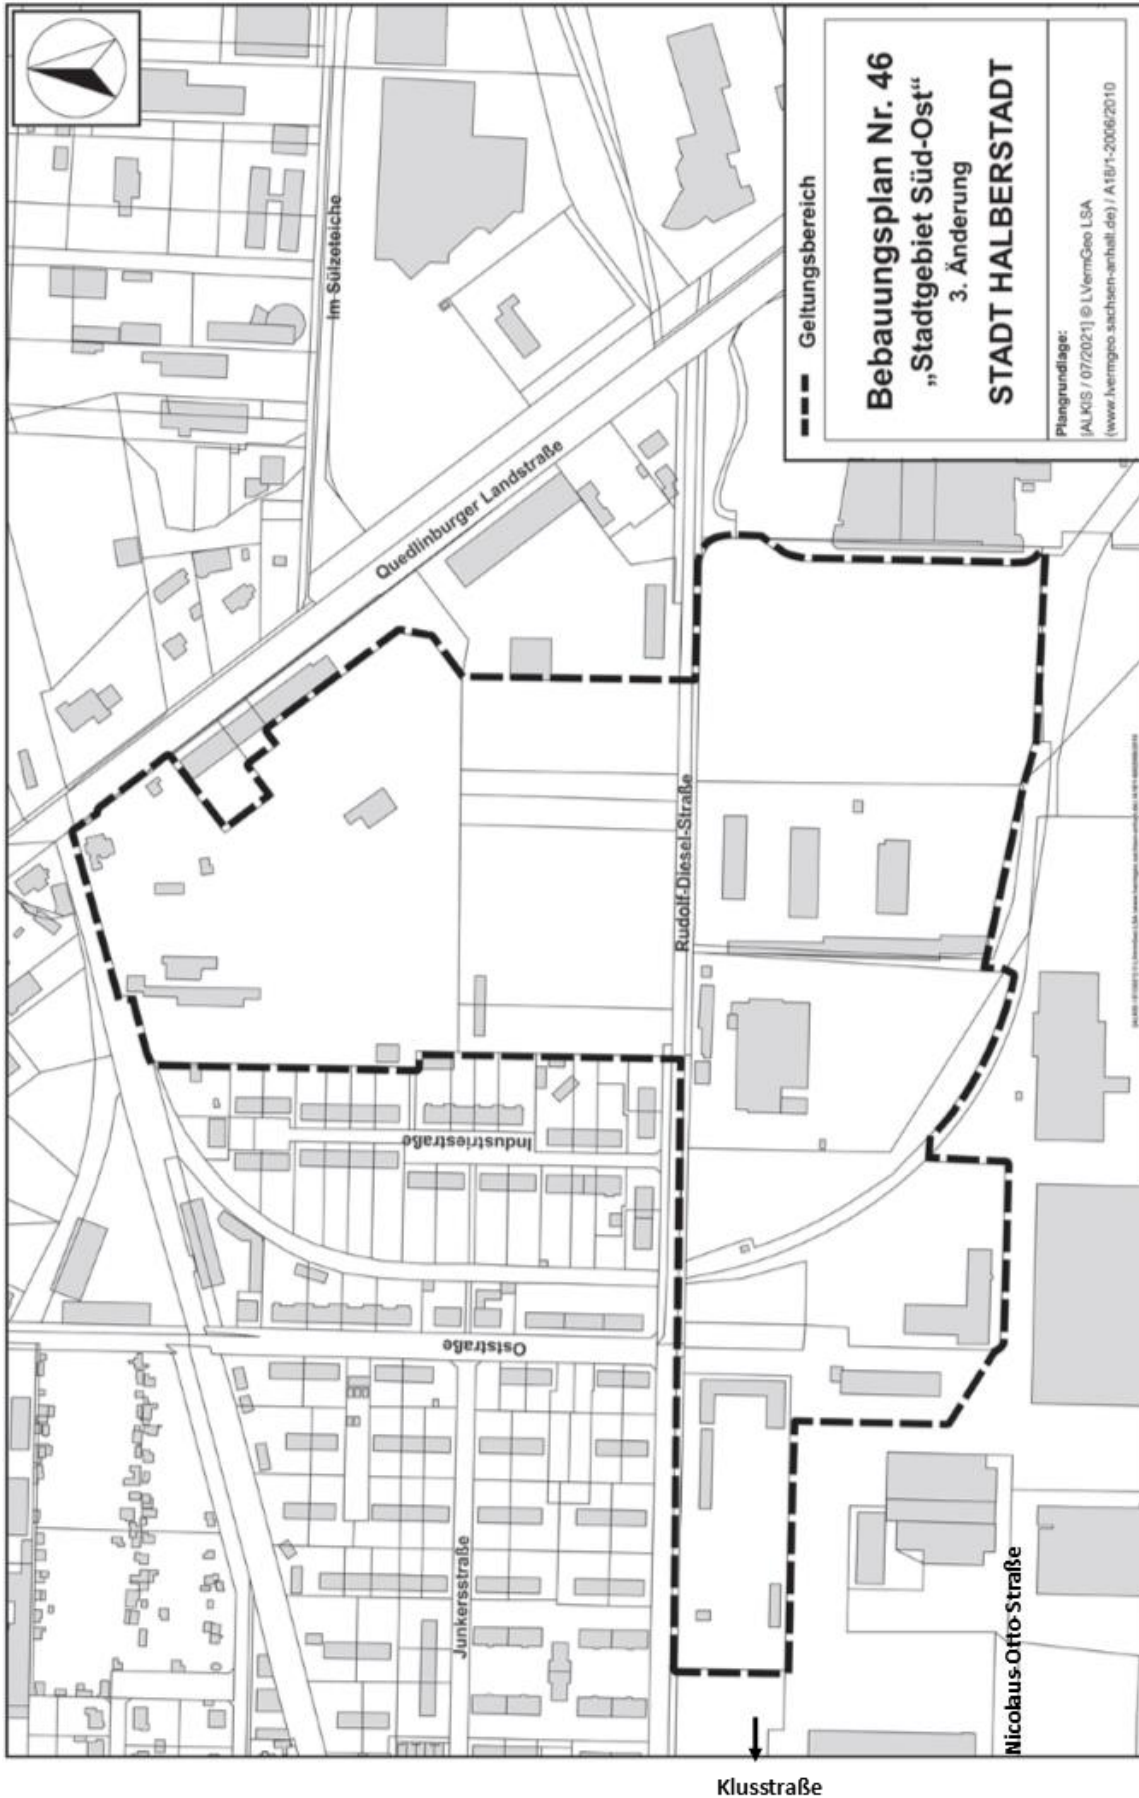 Im Sülzeteiche
Quedlinburger Landstraße
Rudolf-Diesel-Straße
Industriestraße
Oststraße
Junkersstraße
Nicolaus-Otto Straße
Klusstraße
Geltungsbereich
Bebauungsplan Nr. 46
„Stadtgebiet Süd-Ost“
3. Änderung
STADT HALBERSTADT
Plangrundlage:
[ALKIS / 07/2021] © LVermGeo LSA
(www.lvermgeo.sachsen-anhalt.de) / A18/1-2006/2010